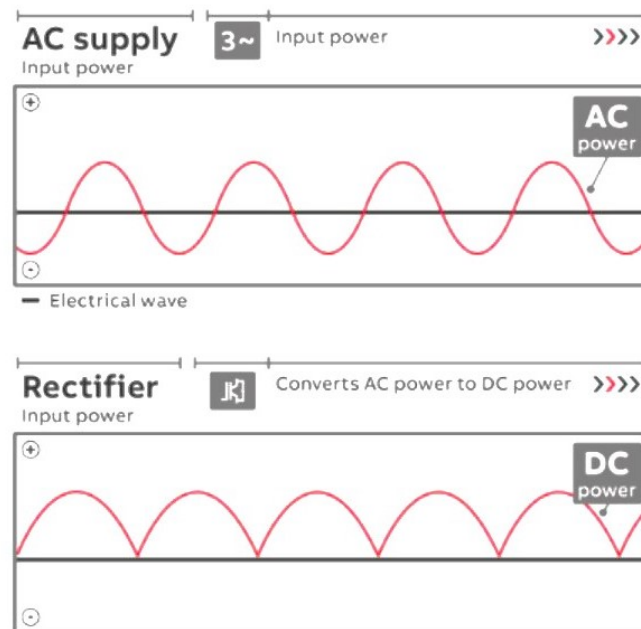 AC supply
3~
Input power
Input power
+
AC
power
-
Electrical wave
Rectifier
Converts AC power to DC power
Input power
+
DC
power
-